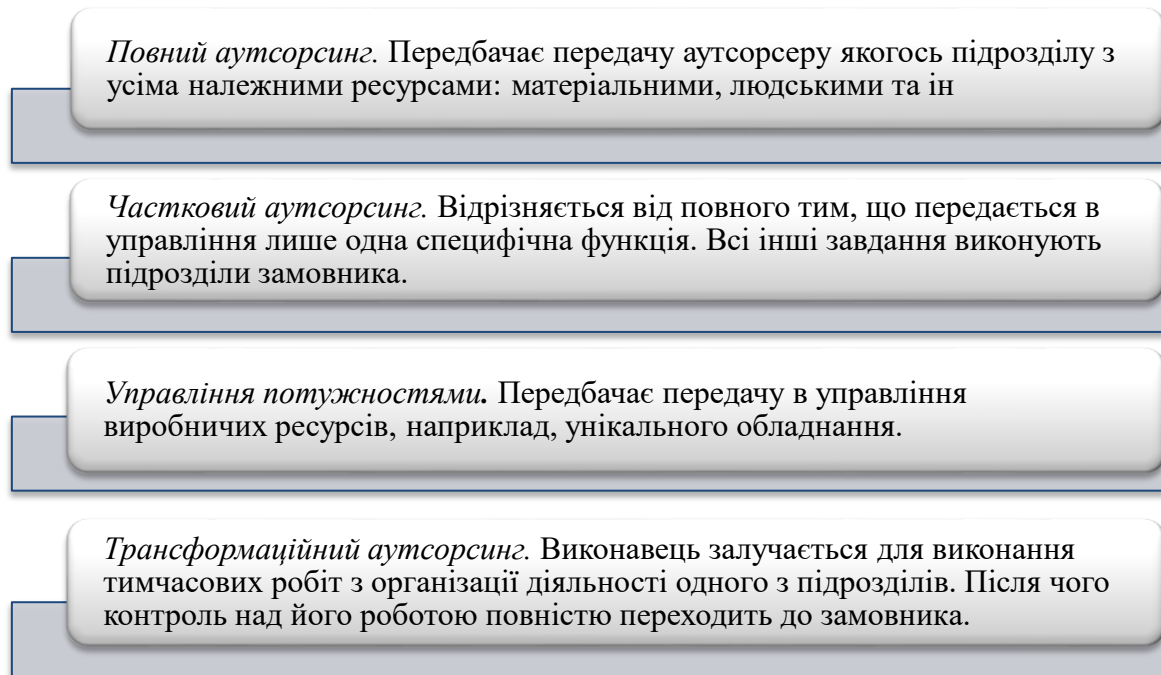 Повний аутсорсинг. Передбачає передачу аутсорсеру якогось підрозділу з
усіма належними ресурсами: матеріальними, людськими та ін
Частковий аутсорсинг. Відрізняється від повного тим, що передається в
управління лише одна специфічна функція. Всі інші завдання виконують
підрозділи замовника.
Управління потужностями. Передбачає передачу в управління
виробничих ресурсів, наприклад, унікального обладнання.
Трансформаційний аутсорсинг. Виконавець залучається для виконання
тимчасових робіт з організації діяльності одного з підрозділів. Після чого
контроль над його роботою повністю переходить до замовника.